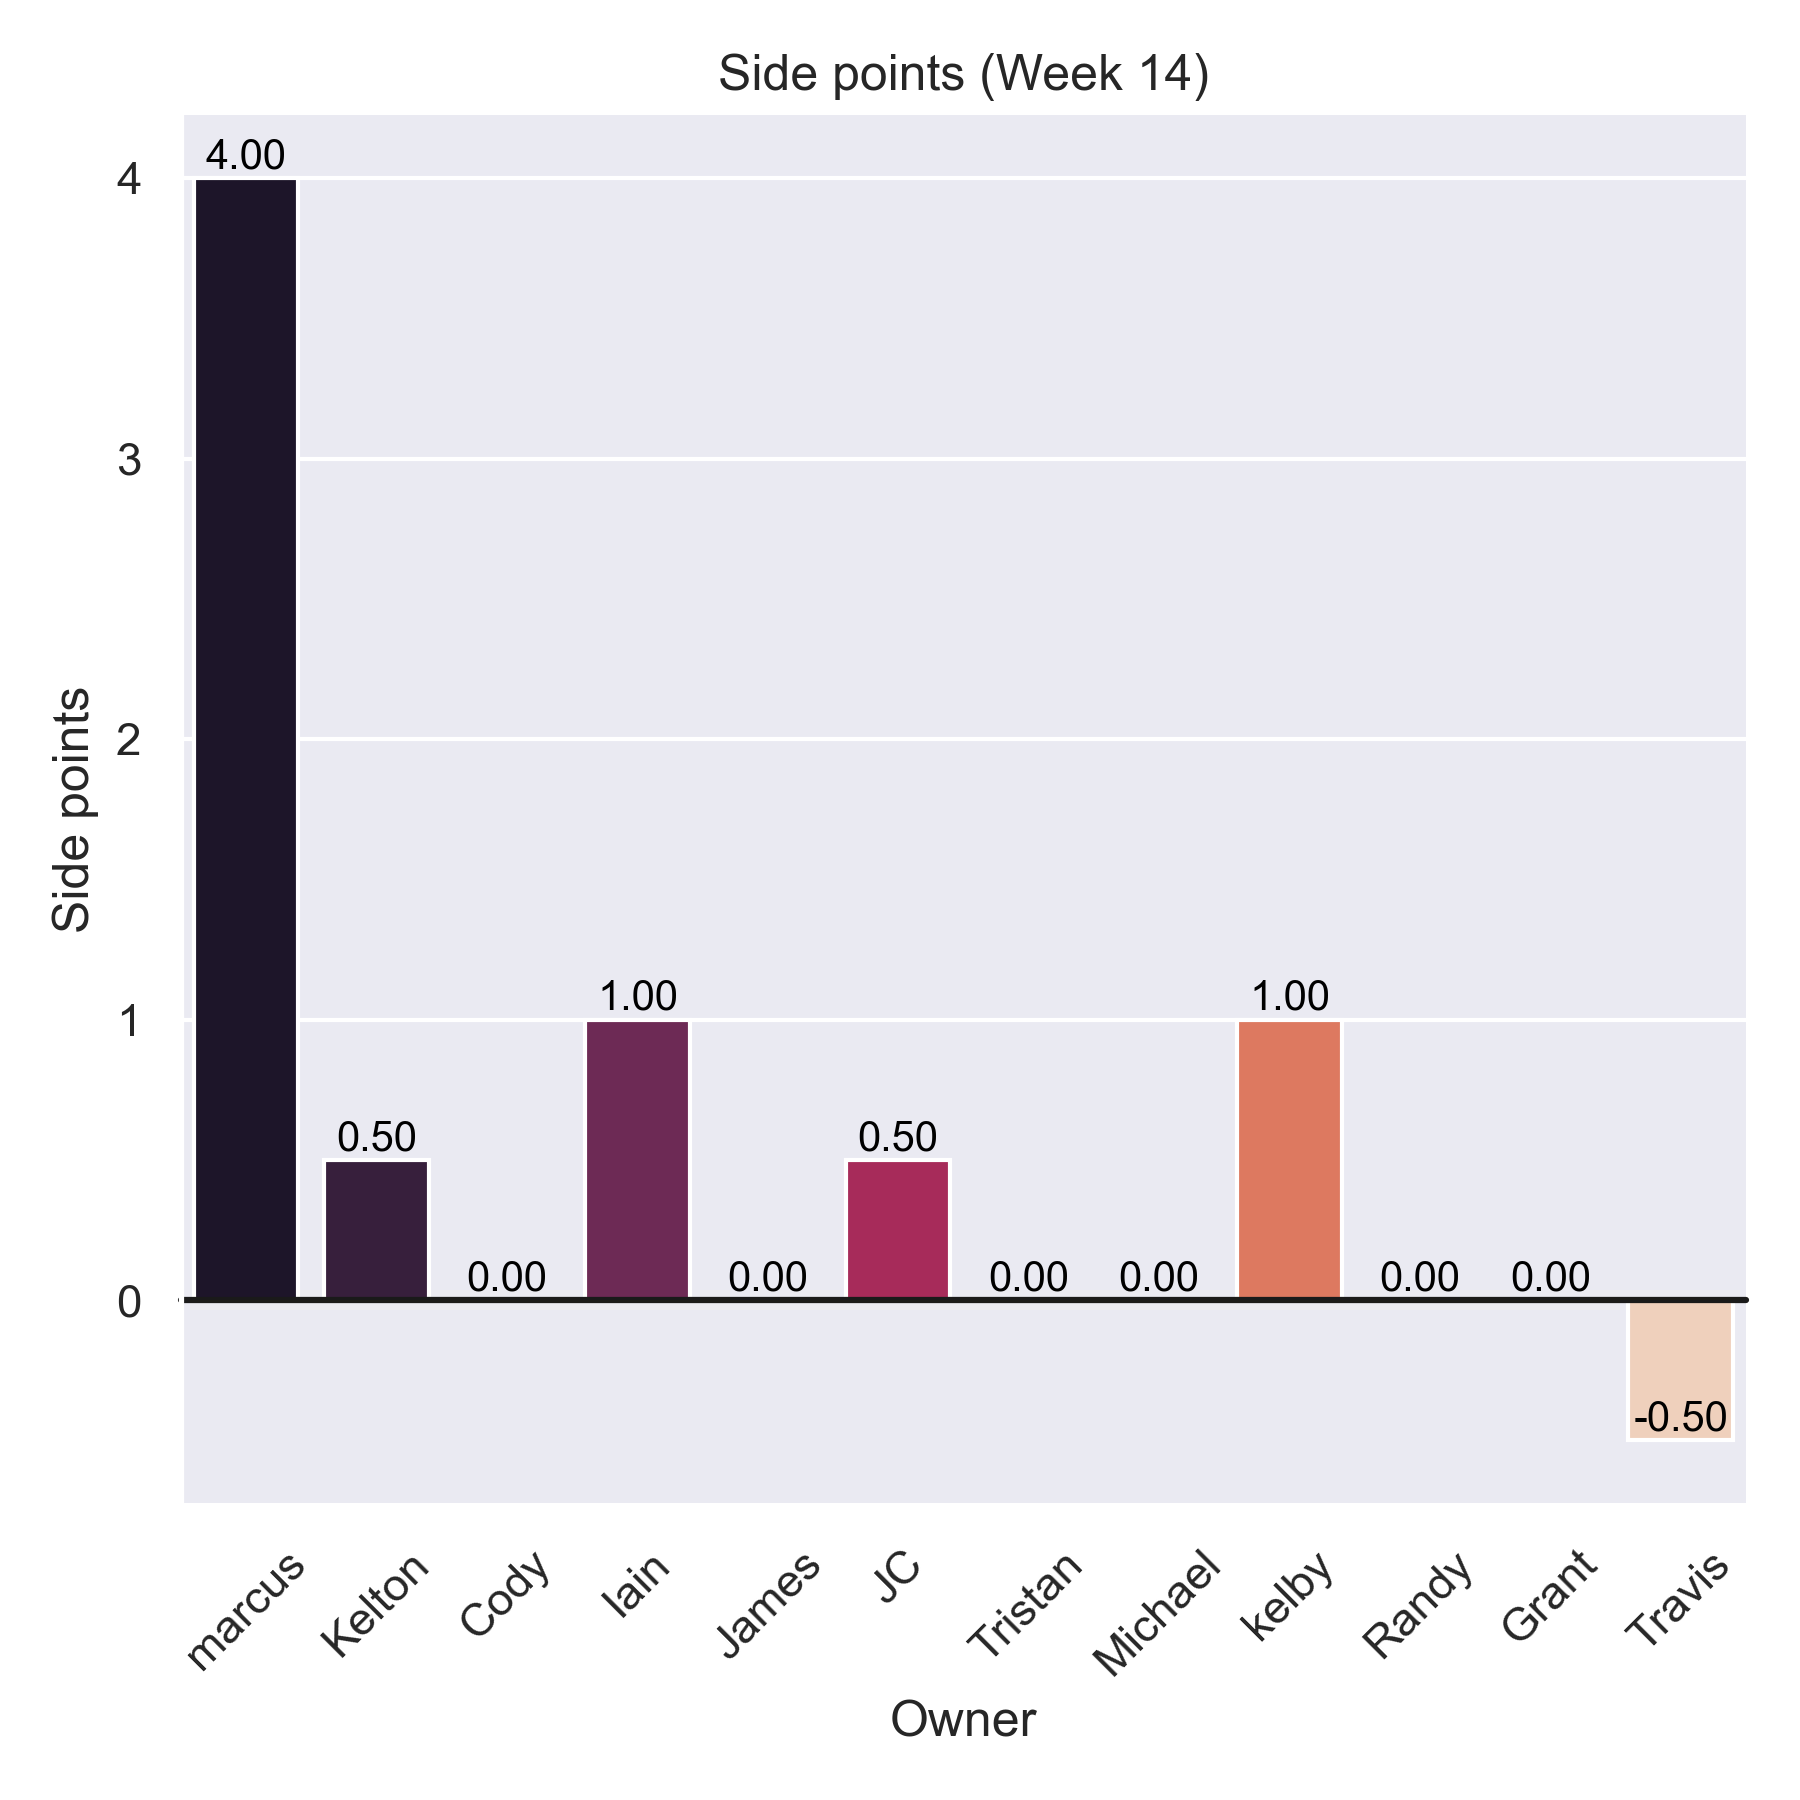 Side points (Week 14)
4.00
4
3
Side points
2
1.00
1.00
1
0.50
0.50
0.00
0.00
0.00
0.00
0.00
0.00
0
-0.50
marcus
Kelton
Cody
Iain
James
JC
Tristan
Michael
kelby
Randy
Grant
Travis
Owner